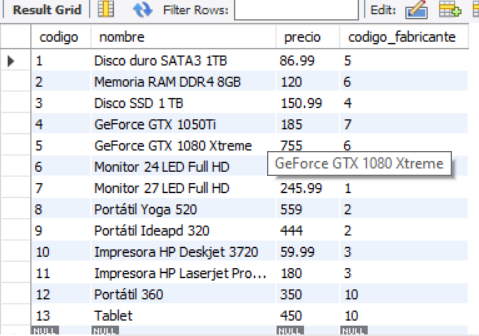 Result Grid Filter Rows: Edit:
codigo nombre precio codigo_fabricante
1 Disco duro SATA3 1TB 86.99 5
2 Memoria RAM DDR4 8GB 120 6
3 Disco SSD 1 TB 150.99 4
4 GeForce GTX 1050Ti 185 7
5 GeForce GTX 1080 Xtreme 755 6
6 Monitor 24 LED Full HD
GeForce GTX 1080 Xtreme
7 Monitor 27 LED Full HD 245.99 1
8 Portátil Yoga 520 559 2
9 Portátil Ideapd 320 444 2
10 Impresora HP Deskjet 3720 59.99 3
11 Impresora HP Laserjet Pro... 180 3
12 Portátil 360 350 10
13 Tablet 450 10
NULL NULL NULL NULL